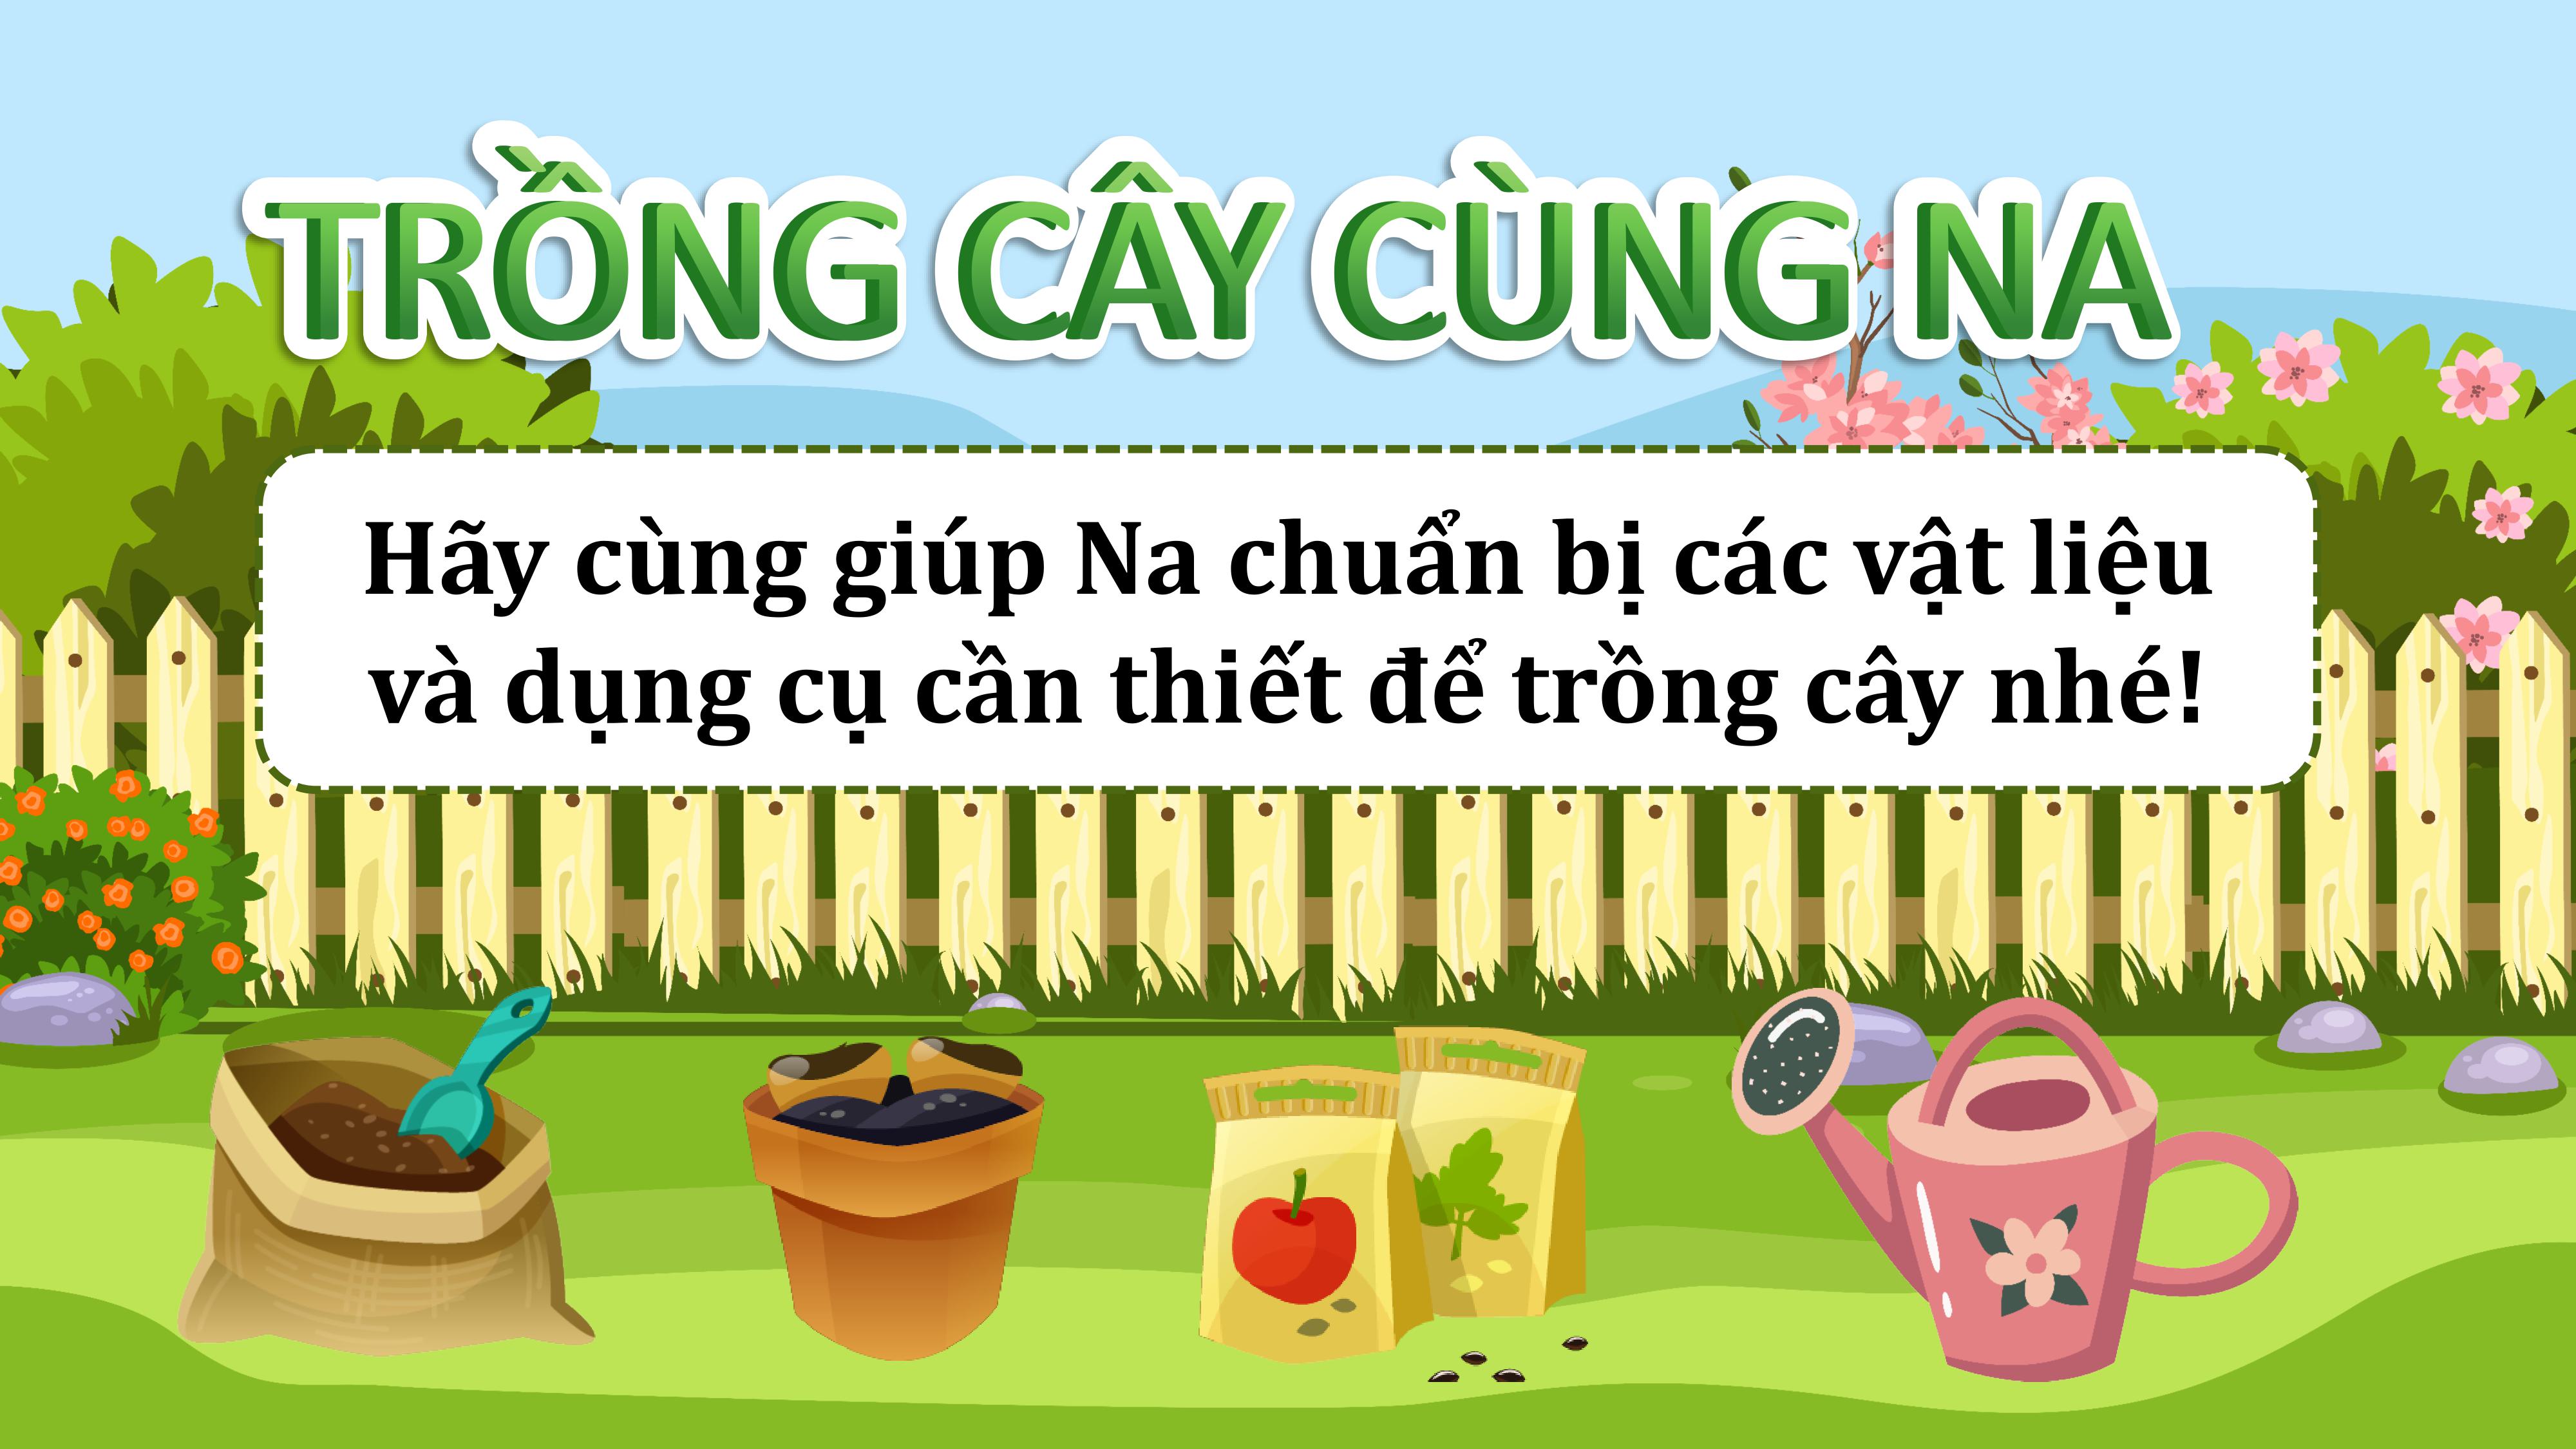 TRỒNG CÂY CÙNG NA
Hãy cùng giúp Na chuẩn bị các vật liệu
và dụng cụ cần thiết để trồng cây nhé!